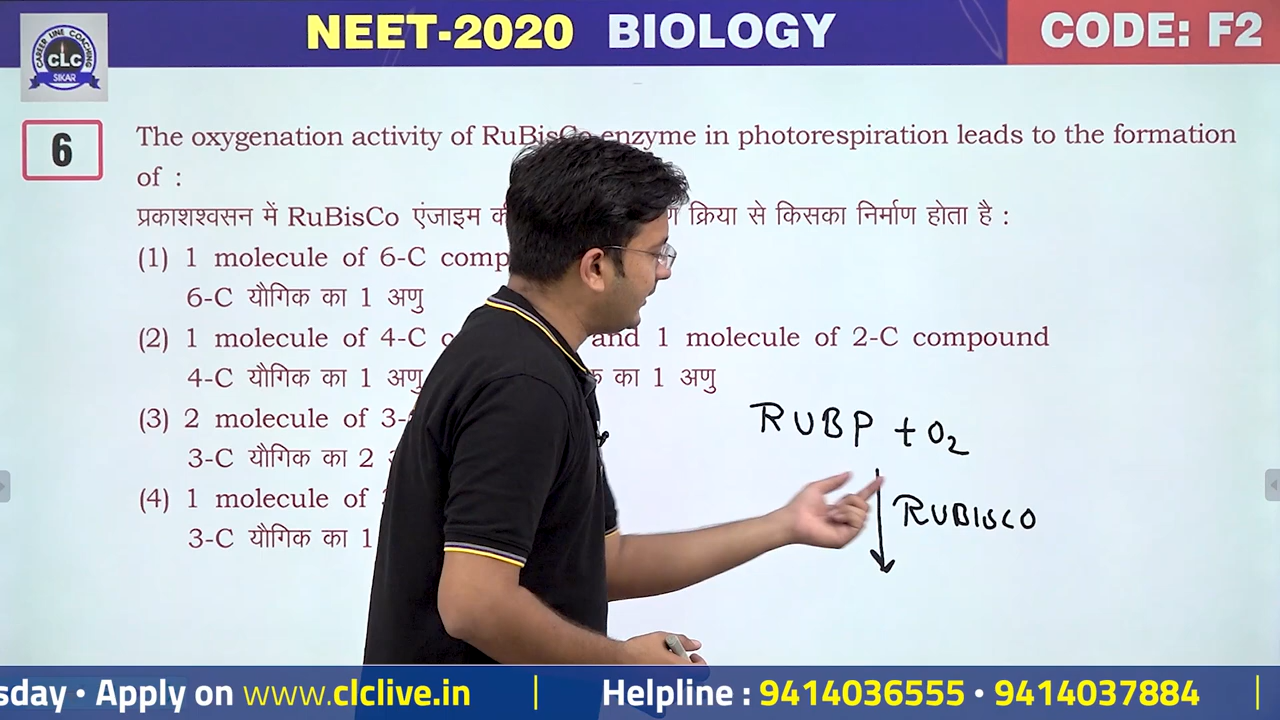 NEET-2020 BIOLOGY
CODE: F2
CAREER LINE COACHING
CLC
SIKAR
6
The oxygenation activity of RuBisCo enzyme in photorespiration leads to the formation
of :
प्रकाशश्वसन में RuBisCo एंजाइम क्रिया से किसका निर्माण होता है :
(1) 1 molecule of 6-C
6-C यौगिक का 1 अणु
(2) 1 molecule of 4-C and 1 molecule of 2-C compound
4-C यौगिक का 1 अणु का 1 अणु
(3) 2 molecule of
3-C यौगिक का 2
(4) 1 molecule of
3-C यौगिक का 1
RUBP + O2
RUBISCO
sday • Apply on www.clclive.in | Helpline : 9414036555 • 9414037884 |